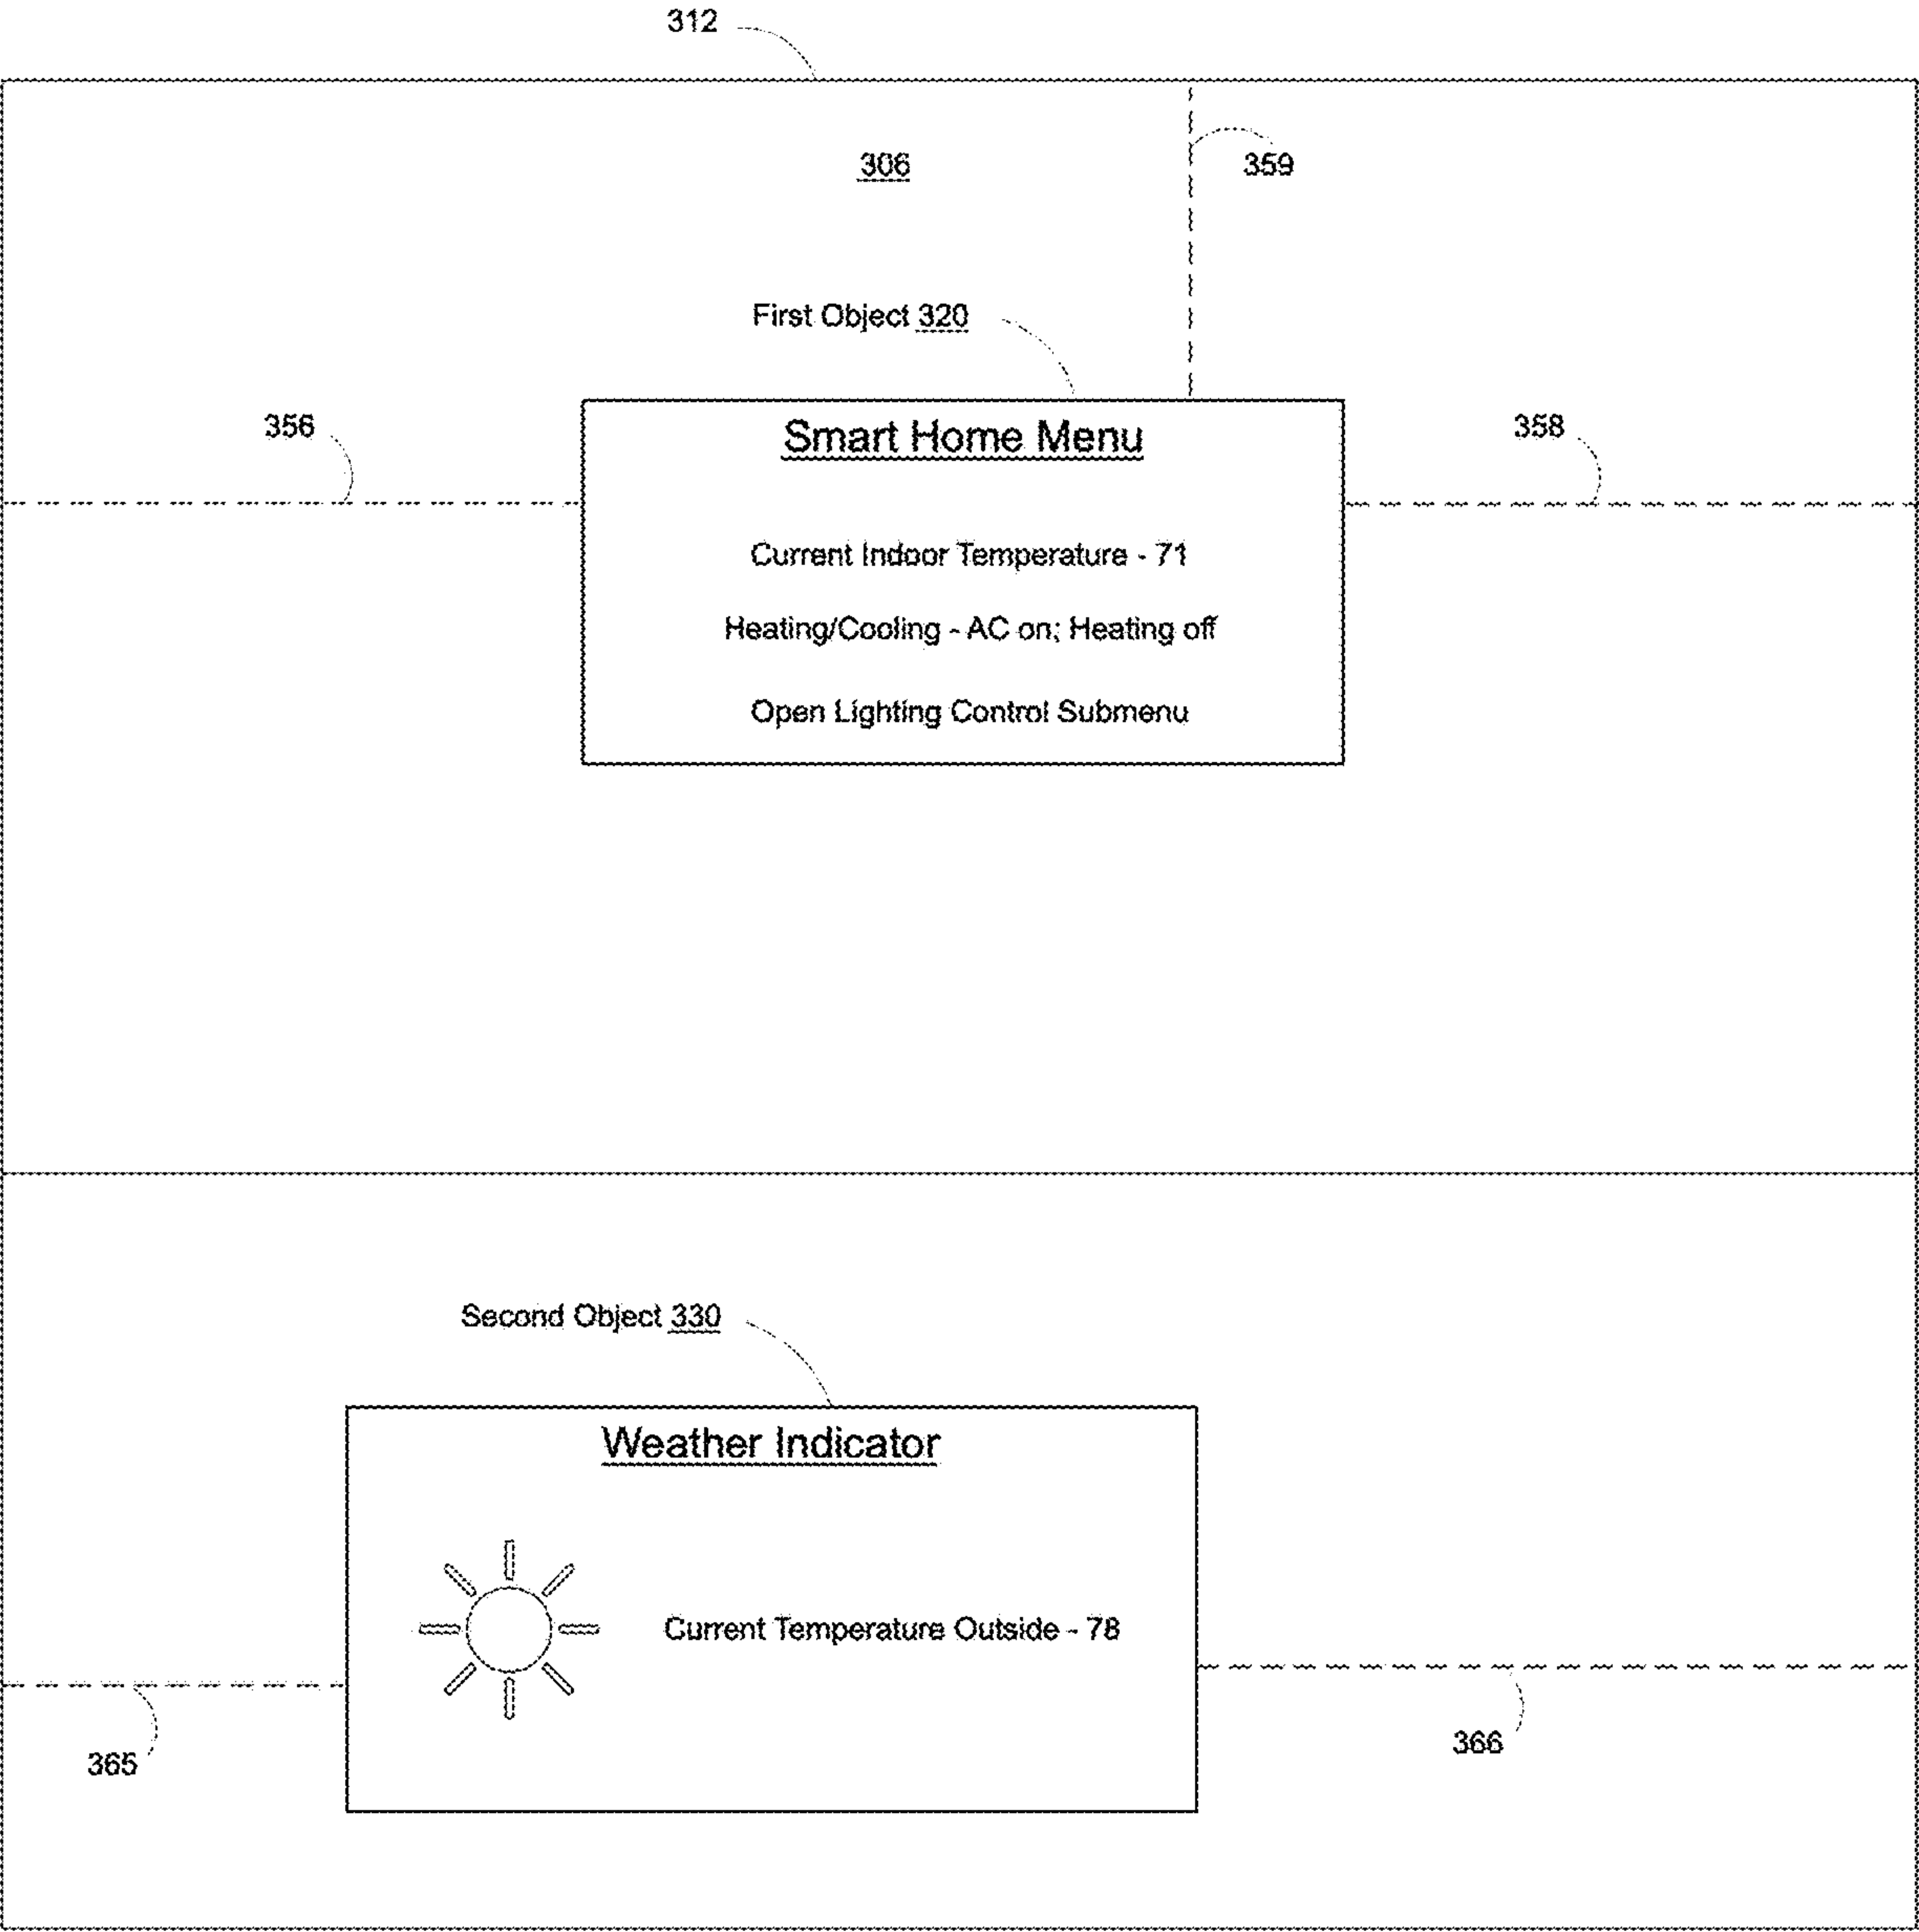 312
306
359
First Object 320
356
358
Smart Home Menu
Current Indoor Temperature - 71
Heating/Cooling - AC on; Heating off
Open Lighting Control Submenu
Second Object 330
Weather Indicator
Current Temperature Outside - 78
365
366